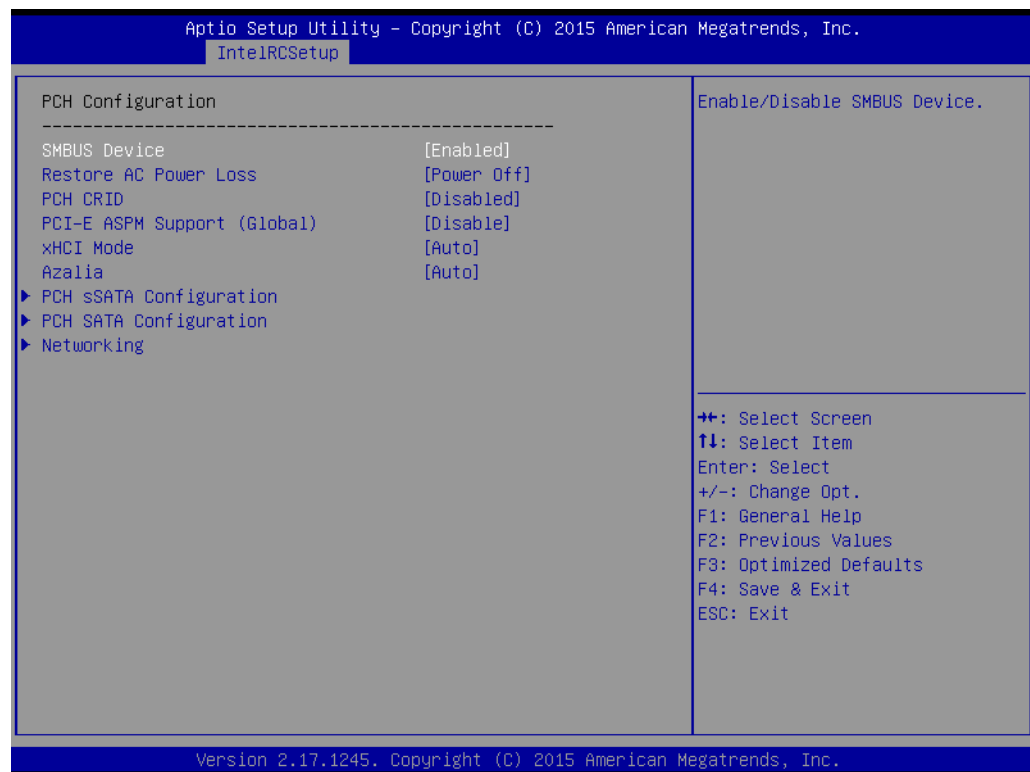 Aptio Setup Utility – Copyright (C) 2015 American Megatrends, Inc.
IntelRCSetup
PCH Configuration
--------------------------------------------------
SMBUS Device [Enabled]
Restore AC Power Loss [Power Off]
PCH CRID [Disabled]
PCI-E ASPM Support (Global) [Disable]
xHCI Mode [Auto]
Azalia [Auto]
PCH sSATA Configuration
PCH SATA Configuration
Networking
Enable/Disable SMBUS Device.
→←: Select Screen
↑↓: Select Item
Enter: Select
+/-: Change Opt.
F1: General Help
F2: Previous Values
F3: Optimized Defaults
F4: Save & Exit
ESC: Exit
Version 2.17.1245. Copyright (C) 2015 American Megatrends, Inc.